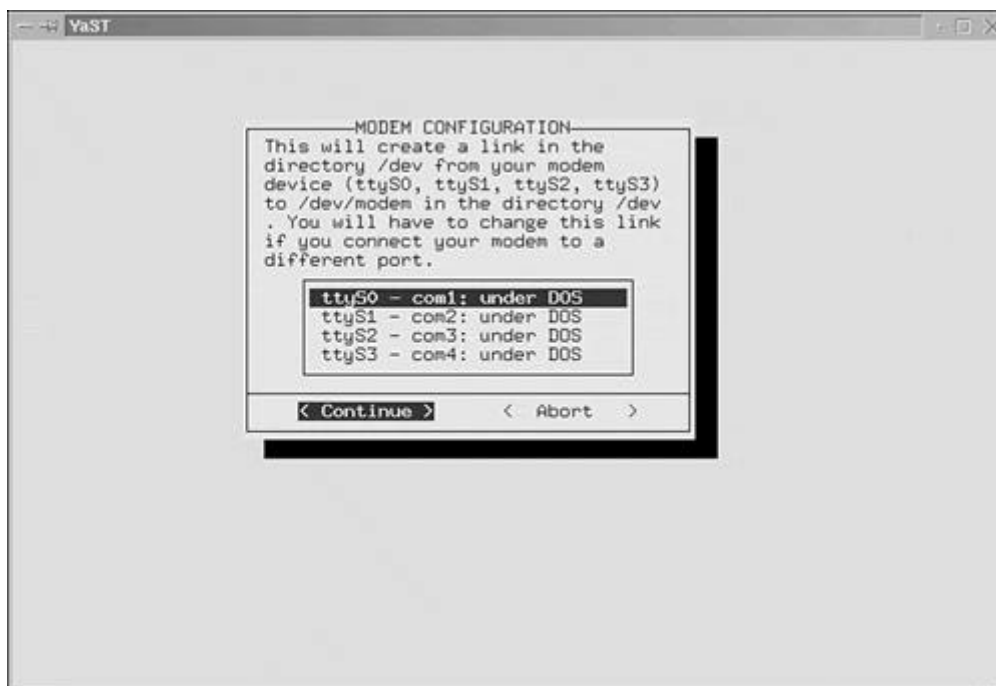 YaST
MODEM CONFIGURATION
This will create a link in the
directory /dev from your modem
device (ttyS0, ttyS1, ttyS2, ttyS3)
to /dev/modem in the directory /dev
. You will have to change this link
if you connect your modem to a
different port.
ttyS0 - com1: under DOS
ttyS1 - com2: under DOS
ttyS2 - com3: under DOS
ttyS3 - com4: under DOS
< Continue > < Abort >